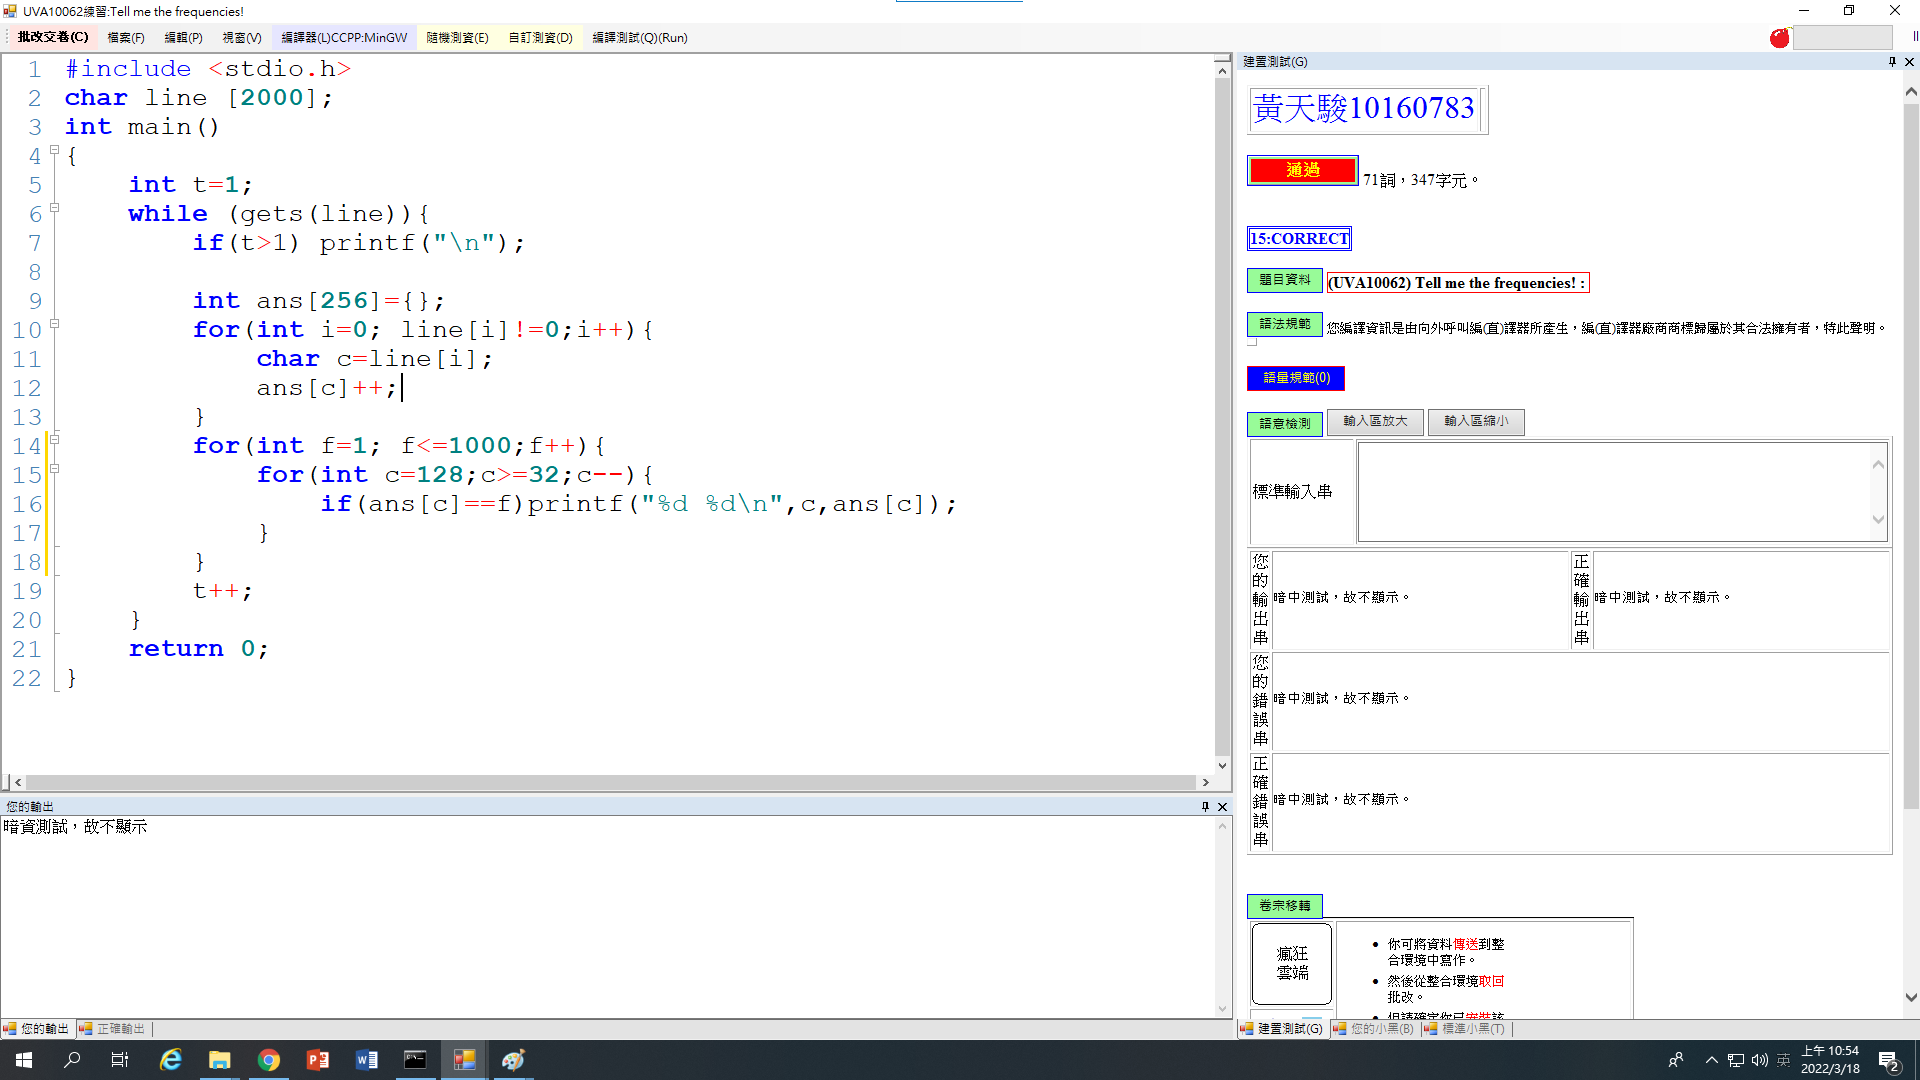 UVA10062練習:Tell me the frequencies!
批改交卷(C) 檔案(F) 編輯(P) 視窗(V) 編譯器(L)CCPP:MinGW 隨機測資(E) 自訂測資(D) 編譯測試(Q)(Run)
1 #include <stdio.h>
2 char line [2000];
3 int main()
4 {
5 int t=1;
6 while (gets(line)){
7 if(t>1) printf("\n");
8
9 int ans[256]={};
10 for(int i=0; line[i]!=0;i++){
11 char c=line[i];
12 ans[c]++;
13 }
14 for(int f=1; f<=1000;f++){
15 for(int c=128;c>=32;c--){
16 if(ans[c]==f)printf("%d %d\n",c,ans[c]);
17 }
18 }
19 t++;
20 }
21 return 0;
22 }
您的輸出
暗資測試，故不顯示
您的輸出 正確輸出
建置測試(G)
黃天駿10160783
通過 71詞，347字元。
15:CORRECT
題目資料 (UVA10062) Tell me the frequencies! :
語法規範 您編譯資訊是由向外呼叫編(直)譯器所產生，編(直)譯器廠商商標歸屬於其合法擁有者，特此聲明。
語量規範(0)
語意檢測 輸入區放大 輸入區縮小
標準輸入串
您的輸出串 暗中測試，故不顯示。 正確輸出串 暗中測試，故不顯示。
您的錯誤串 暗中測試，故不顯示。
正確錯誤串 暗中測試，故不顯示。
卷宗移轉
瘋狂
雲端
你可將資料傳送到整
合環境中寫作。
然後從整合環境取回
批改。
建置測試(G) 您的小黑(B) 標準小黑(T)
英
上午 10:54
2022/3/18
2